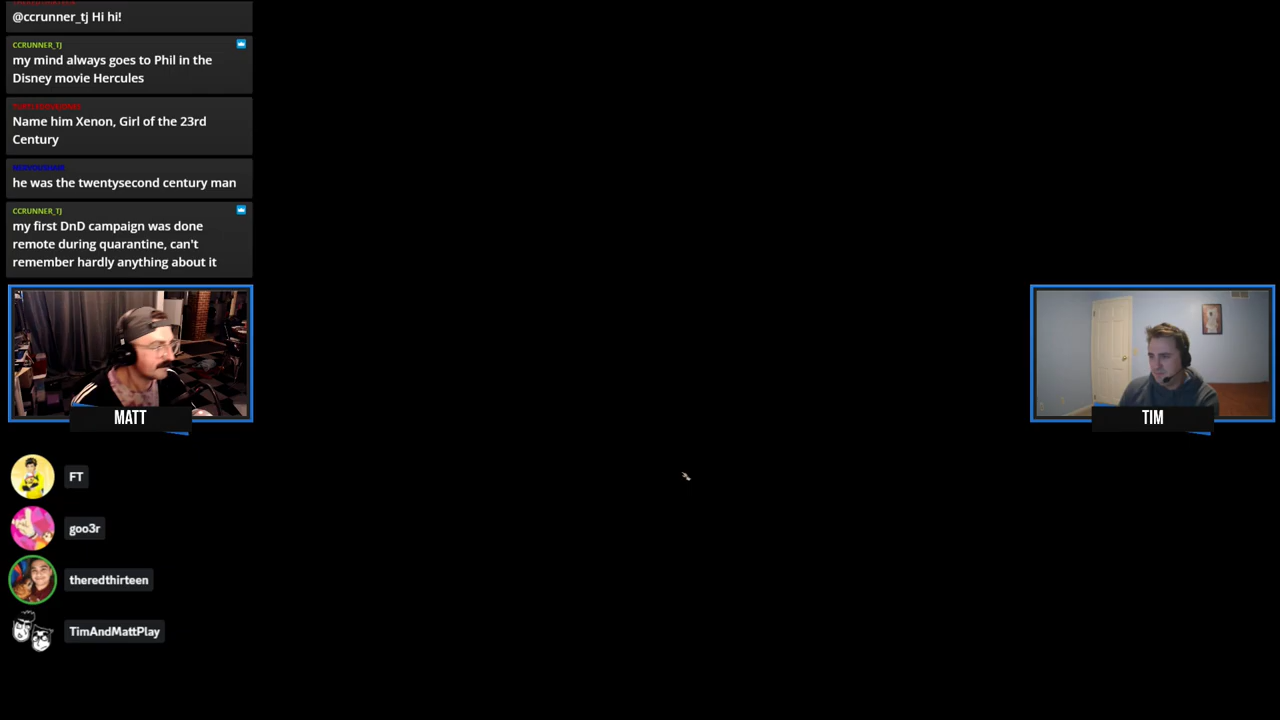 @ccrunner_tj Hi hi!
CCRUNNER_TJ
my mind always goes to Phil in the
Disney movie Hercules
Name him Xenon, Girl of the 23rd
Century
he was the twentysecond century man
CCRUNNER_TJ
my first DnD campaign was done
remote during quarantine, can't
remember hardly anything about it
MATT
TIM
FT
goo3r
theredthirteen
TimAndMattPlay